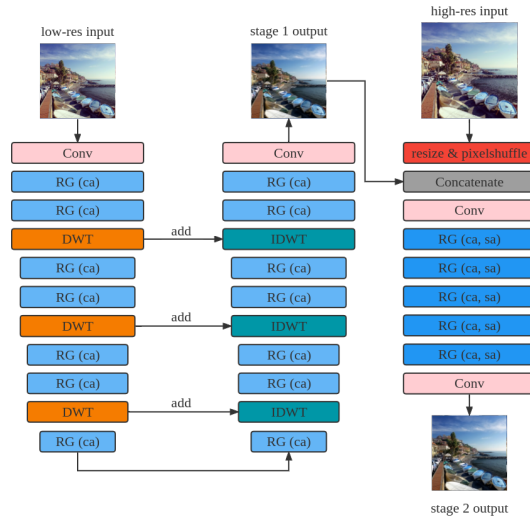 low-res input
Conv
RG (ca)
RG (ca)
DWT
RG (ca)
RG (ca)
DWT
RG (ca)
RG (ca)
DWT
RG (ca)
add
add
add
stage 1 output
Conv
RG (ca)
RG (ca)
IDWT
RG (ca)
RG (ca)
IDWT
RG (ca)
RG (ca)
IDWT
RG (ca)
high-res input
resize & pixelshuffle
Concatenate
Conv
RG (ca, sa)
RG (ca, sa)
RG (ca, sa)
RG (ca, sa)
RG (ca, sa)
Conv
stage 2 output